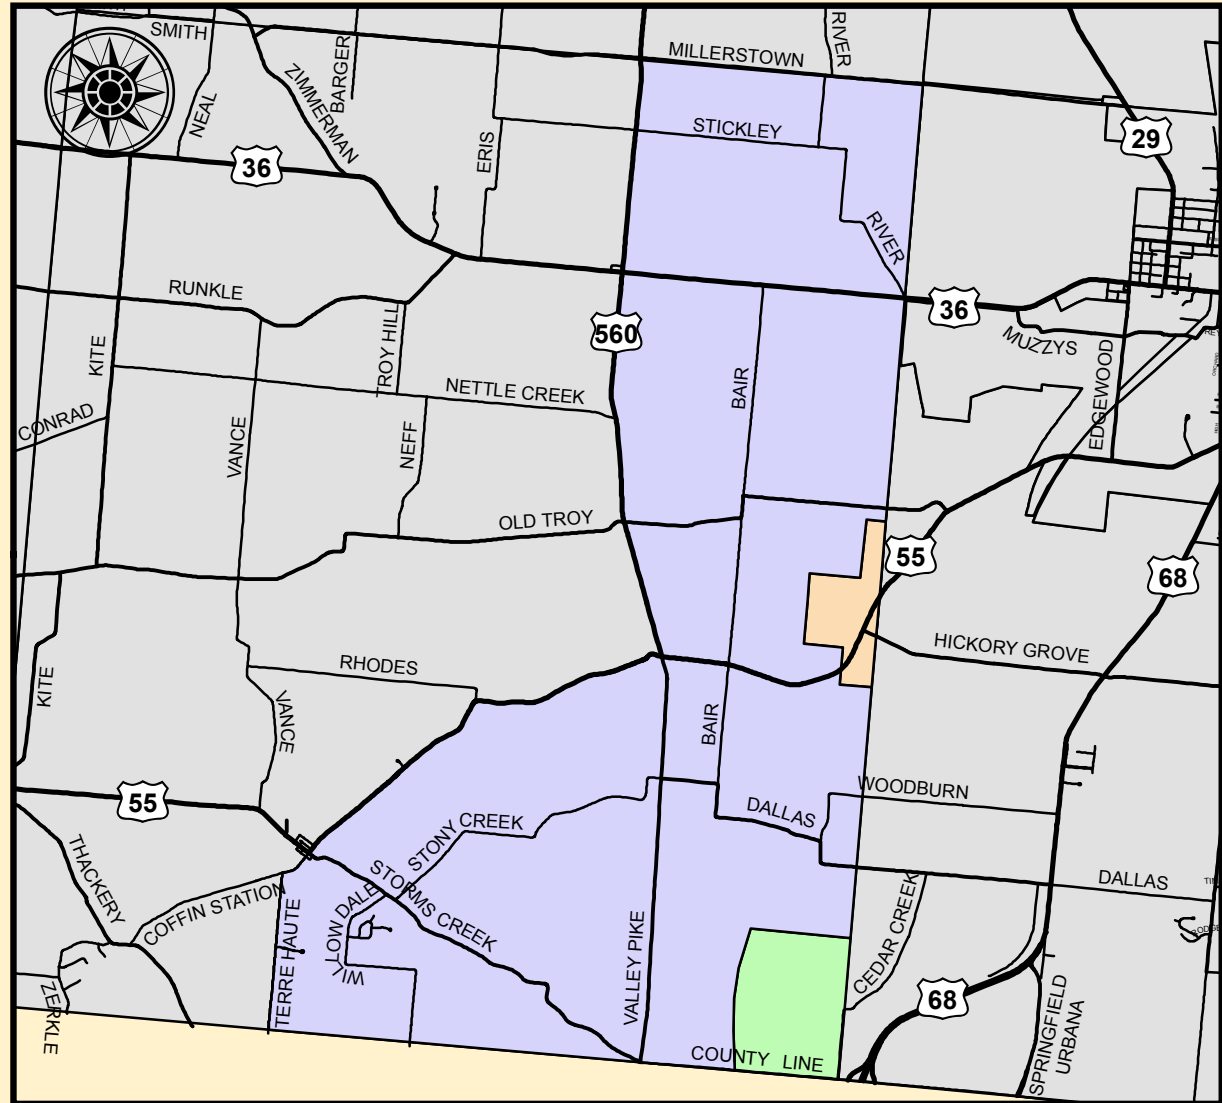 SMITH
BARGER
RIVER
MILLERSTOWN
NEAL
ZIMMERMAN
ERIS
STICKLEY
29
36
RIVER
RUNKLE
36
560
MUZZYS
KITE
TROY HILL
NETTLE CREEK
BAIR
EDGEWOOD
CONRAD
VANCE
NEFF
OLD TROY
55
68
HICKORY GROVE
RHODES
KITE
VANCE
BAIR
55
WOODBURN
DALLAS
STONY CREEK
THACKERY
STORMS CREEK
DALLAS
COFFIN STATION
WILLOW DALE
TERRE HAUTE
VALLEY PIKE
CEDAR CREEK
ZERKLE
68
SPRINGFIELD
URBANA
COUNTY LINE